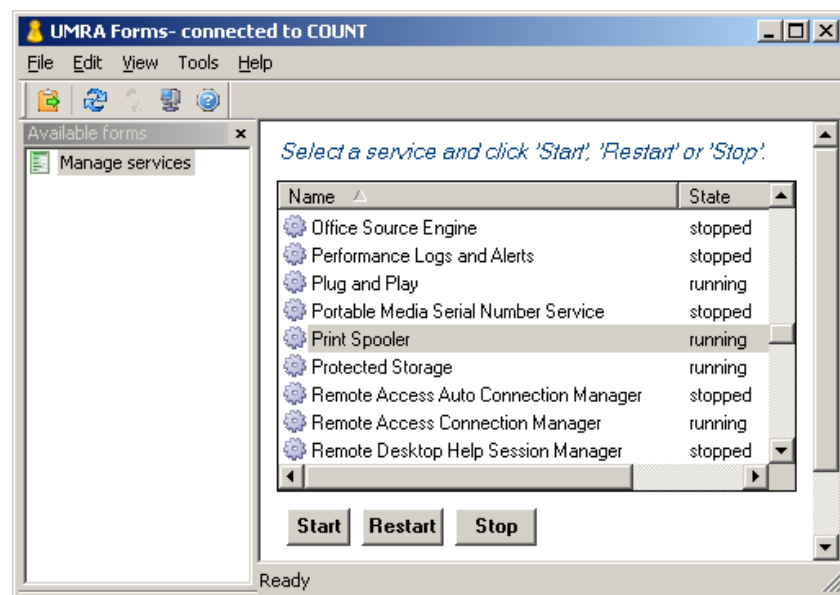 UMRA Forms- connected to COUNT
File Edit View Tools Help
Available forms
Manage services
Select a service and click 'Start', 'Restart' or 'Stop'.
Name State
Office Source Engine stopped
Performance Logs and Alerts stopped
Plug and Play running
Portable Media Serial Number Service stopped
Print Spooler running
Protected Storage running
Remote Access Auto Connection Manager stopped
Remote Access Connection Manager running
Remote Desktop Help Session Manager stopped
Start Restart Stop
Ready